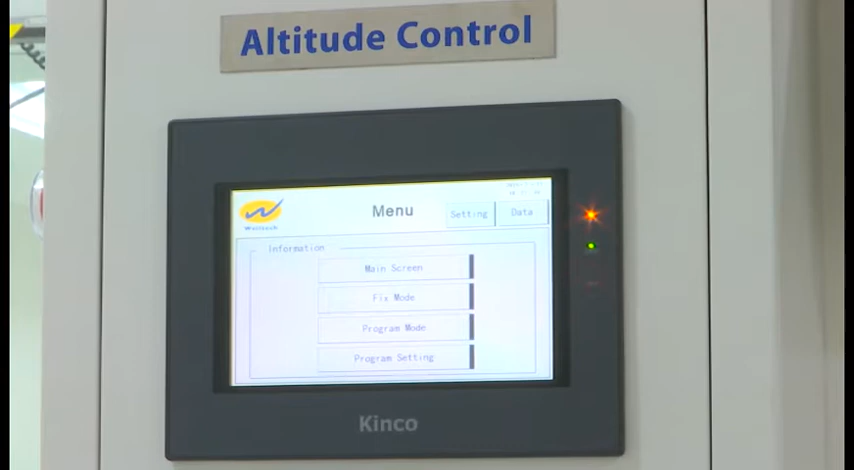 Altitude Control
Menu
Setting
Data
Information
Main Screen
Fix Mode
Program Mode
Program Setting
Kinco